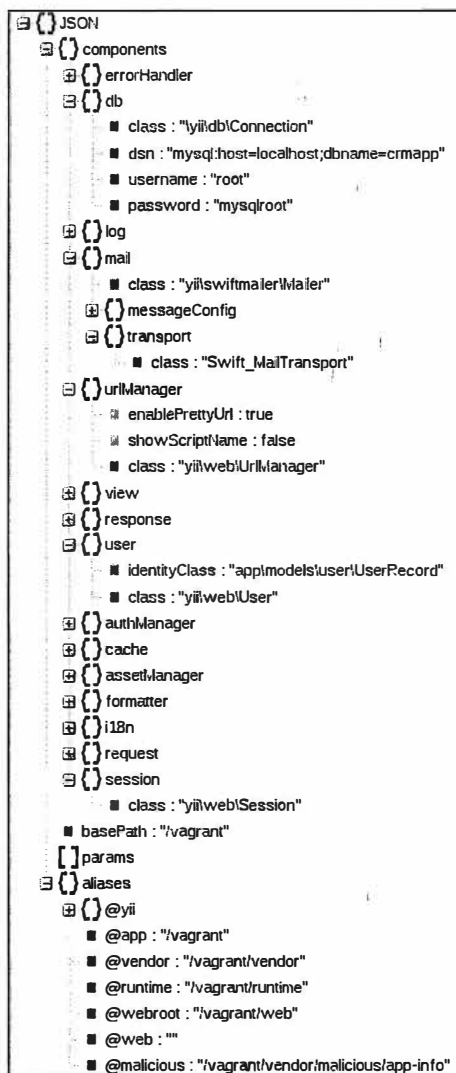 JSON
components
errorHandler
db
class : "\yii\db\Connection"
dsn : "mysql:host=localhost;dbname=crmapp"
username : "root"
password : "mysqlroot"
log
mail
class : "yii\swiftmailer\Mailer"
messageConfig
transport
class : "Swift_MailTransport"
urlManager
enablePrettyUrl : true
showScriptName : false
class : "yii\web\UrlManager"
view
response
user
identityClass : "app\models\user\UserRecord"
class : "yii\web\User"
authManager
cache
assetManager
formatter
i18n
request
session
class : "yii\web\Session"
basePath : "/vagrant"
params
aliases
@yii
@app : "/vagrant"
@vendor : "/vagrant/vendor"
@runtime : "/vagrant/runtime"
@webroot : "/vagrant/web"
@web : ""
@malicious : "/vagrant/vendor/malicious/app-info"